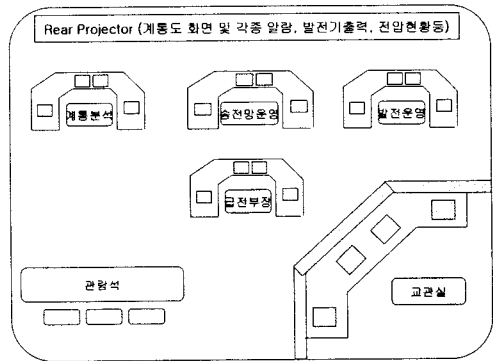 Rear Projector (계통도 화면 및 각종 알람, 발전기출력, 전압현황등)
계통분석
송전망운영
발전운영
급전부장
관람석
교관실